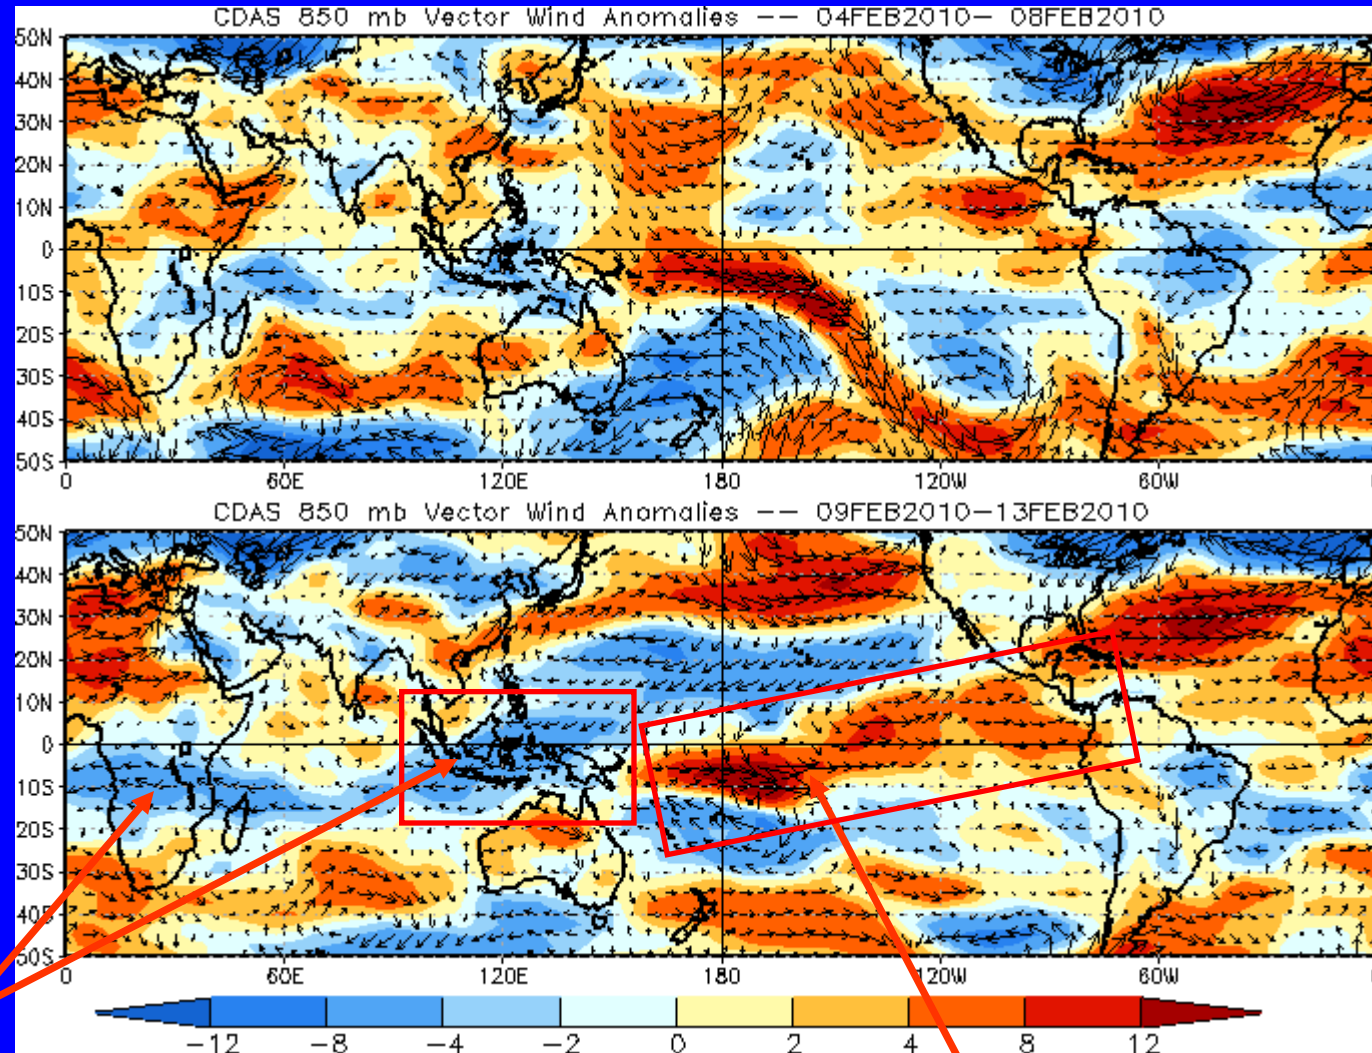 CDAS 850 mb Vector Wind Anomalies -- 04FEB2010- 08FEB2010
50N
40N
30N
20N
10N
0
10S
20S
30S
40S
50S
0 60E 120E 180 120W 60W
CDAS 850 mb Vector Wind Anomalies -- 09FEB2010-13FEB2010
50N
40N
30N
20N
10N
0
10S
20S
30S
40S
50S
0 60E 120E 180 120W 60W
-12 -8 -4 -2 0 2 4 8 12